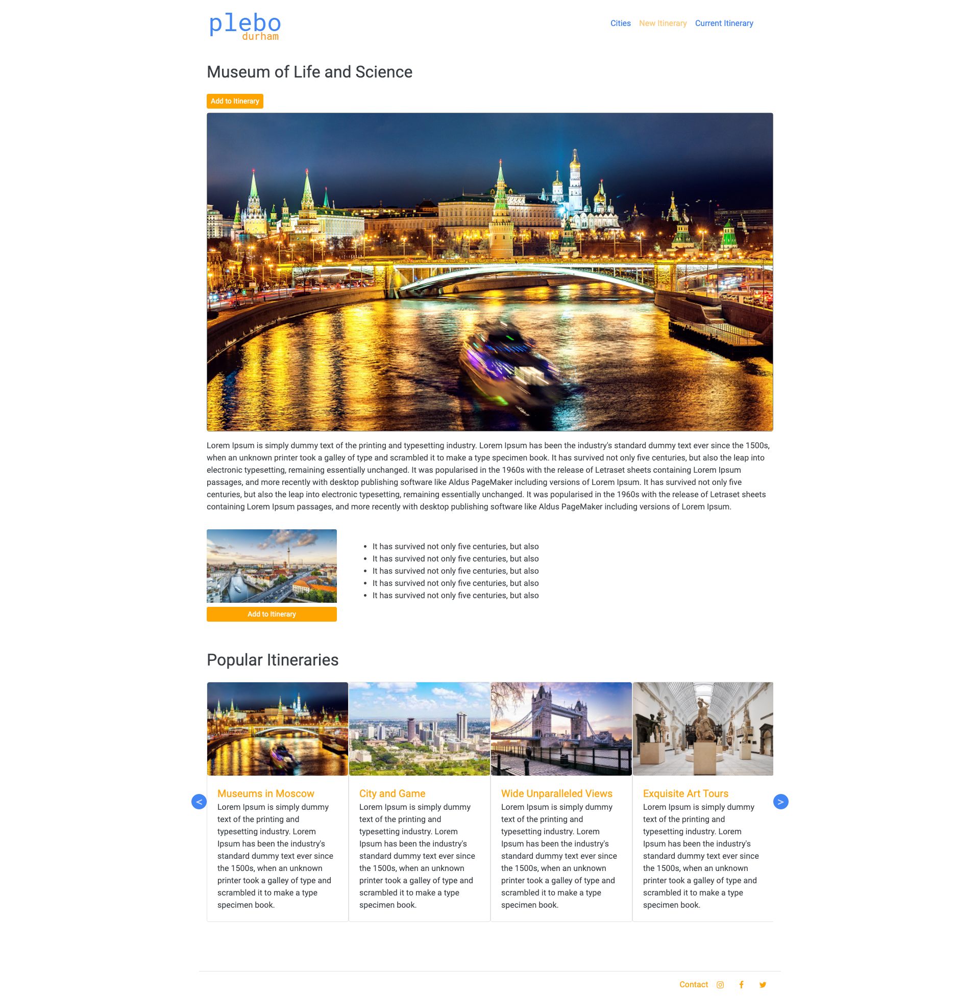 plebo
durham
Cities New Itinerary Current Itinerary
Museum of Life and Science
Add to Itinerary
Lorem Ipsum is simply dummy text of the printing and typesetting industry. Lorem Ipsum has been the industry's standard dummy text ever since the 1500s,
when an unknown printer took a galley of type and scrambled it to make a type specimen book. It has survived not only five centuries, but also the leap into
electronic typesetting, remaining essentially unchanged. It was popularised in the 1960s with the release of Letraset sheets containing Lorem Ipsum
passages, and more recently with desktop publishing software like Aldus PageMaker including versions of Lorem Ipsum. It has survived not only five
centuries, but also the leap into electronic typesetting, remaining essentially unchanged. It was popularised in the 1960s with the release of Letraset sheets
containing Lorem Ipsum passages, and more recently with desktop publishing software like Aldus PageMaker including versions of Lorem Ipsum.
• It has survived not only five centuries, but also
• It has survived not only five centuries, but also
• It has survived not only five centuries, but also
• It has survived not only five centuries, but also
• It has survived not only five centuries, but also
Add to Itinerary
Popular Itineraries
<
Museums in Moscow
Lorem Ipsum is simply dummy
text of the printing and
typesetting industry. Lorem
Ipsum has been the industry's
standard dummy text ever since
the 1500s, when an unknown
printer took a galley of type and
scrambled it to make a type
specimen book.
City and Game
Lorem Ipsum is simply dummy
text of the printing and
typesetting industry. Lorem
Ipsum has been the industry's
standard dummy text ever since
the 1500s, when an unknown
printer took a galley of type and
scrambled it to make a type
specimen book.
Wide Unparalleled Views
Lorem Ipsum is simply dummy
text of the printing and
typesetting industry. Lorem
Ipsum has been the industry's
standard dummy text ever since
the 1500s, when an unknown
printer took a galley of type and
scrambled it to make a type
specimen book.
Exquisite Art Tours
Lorem Ipsum is simply dummy
text of the printing and
typesetting industry. Lorem
Ipsum has been the industry's
standard dummy text ever since
the 1500s, when an unknown
printer took a galley of type and
scrambled it to make a type
specimen book.
>
Contact